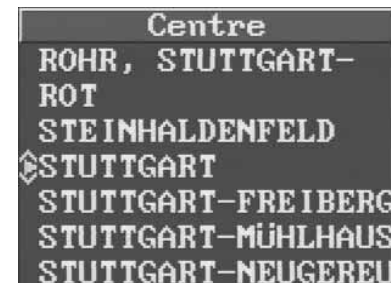 Centre
ROHR, STUTTGART-
ROT
STEINHALDENFELD
STUTTGART
STUTTGART-FREIBERG
STUTTGART-MÜHLHAUS
STUTTGART-NEUGEREU